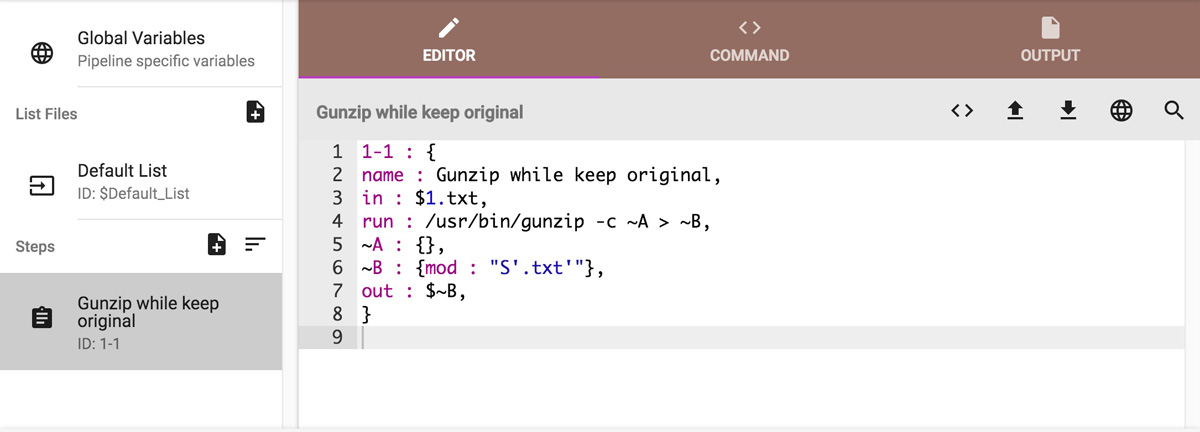 Global Variables
Pipeline specific variables
List Files
Default List
ID: $Default_List
Steps
Gunzip while keep
original
ID: 1-1
EDITOR
COMMAND
OUTPUT
Gunzip while keep original
1 1-1 : {
2 name : Gunzip while keep original,
3 in : $1.txt,
4 run : /usr/bin/gunzip -c ~A > ~B,
5 ~A : {},
6 ~B : {mod : "S'.txt'"},
7 out : $~B,
8 }
9